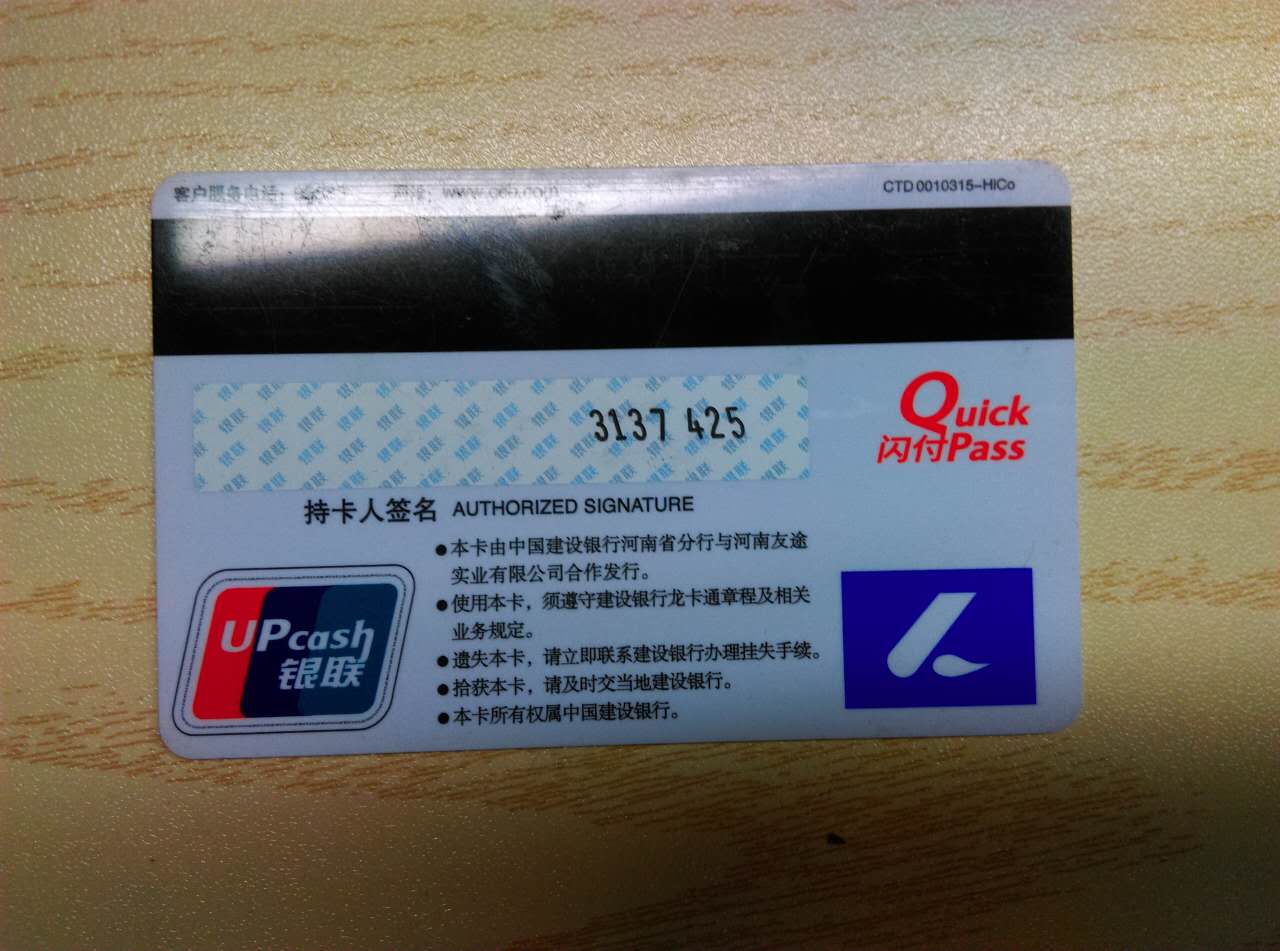 客户服务电话: 网址: www.ccb.com
CTD 0010315-HiCo
3137 425
Quick
闪付Pass
持卡人签名 AUTHORIZED SIGNATURE
●本卡由中国建设银行河南省分行与河南友途
实业有限公司合作发行。
●使用本卡，须遵守建设银行龙卡通章程及相关
业务规定。
●遗失本卡，请立即联系建设银行办理挂失手续。
●拾获本卡，请及时交当地建设银行。
●本卡所有权属中国建设银行。
UPcash
银联